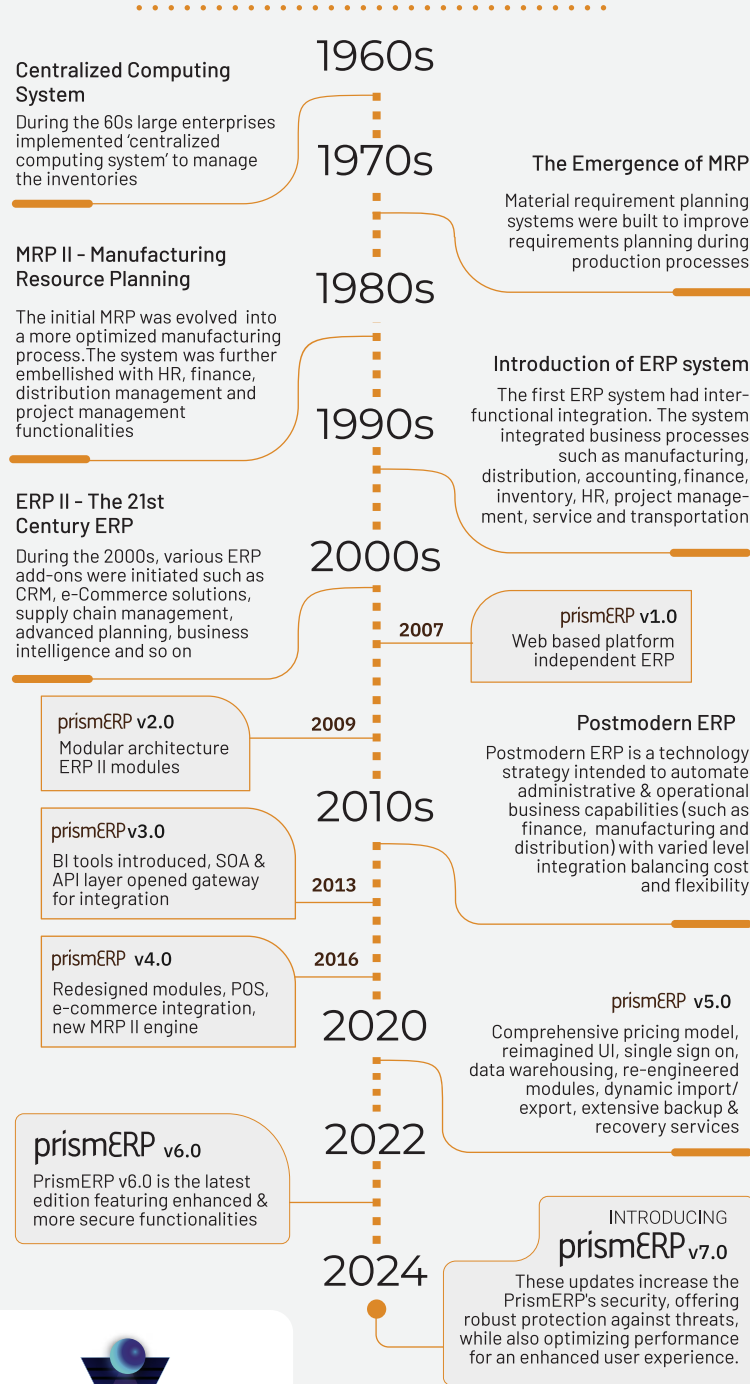 1960s
Centralized Computing
System
During the 60s large enterprises
implemented ‘centralized
computing system’ to manage
the inventories
1970s
The Emergence of MRP
Material requirement planning
systems were built to improve
requirements planning during
production processes
MRP II - Manufacturing
Resource Planning
The initial MRP was evolved into
a more optimized manufacturing
process.The system was further
embellished with HR, finance,
distribution management and
project management
functionalities
1980s
Introduction of ERP system
The first ERP system had inter-
functional integration. The system
integrated business processes
such as manufacturing,
distribution, accounting,finance,
inventory, HR, project manage-
ment, service and transportation
1990s
ERP II - The 21st
Century ERP
During the 2000s, various ERP
add-ons were initiated such as
CRM, e-Commerce solutions,
supply chain management,
advanced planning, business
intelligence and so on
2000s
2007
prismERP v1.0
Web based platform
independent ERP
prismERP v2.0
Modular architecture
ERP II modules
2009
Postmodern ERP
Postmodern ERP is a technology
strategy intended to automate
administrative & operational
business capabilities (such as
finance, manufacturing and
distribution) with varied level
integration balancing cost
and flexibility
2010s
prismERP v3.0
BI tools introduced, SOA &
API layer opened gateway
for integration
2013
prismERP v4.0
Redesigned modules, POS,
e-commerce integration,
new MRP II engine
2016
2020
prismERP v5.0
Comprehensive pricing model,
reimagined UI, single sign on,
data warehousing, re-engineered
modules, dynamic import/
export, extensive backup &
recovery services
2022
prismERP v6.0
PrismERP v6.0 is the latest
edition featuring enhanced &
more secure functionalities
2024
INTRODUCING
prismERP v7.0
These updates increase the
PrismERP's security, offering
robust protection against threats,
while also optimizing performance
for an enhanced user experience.